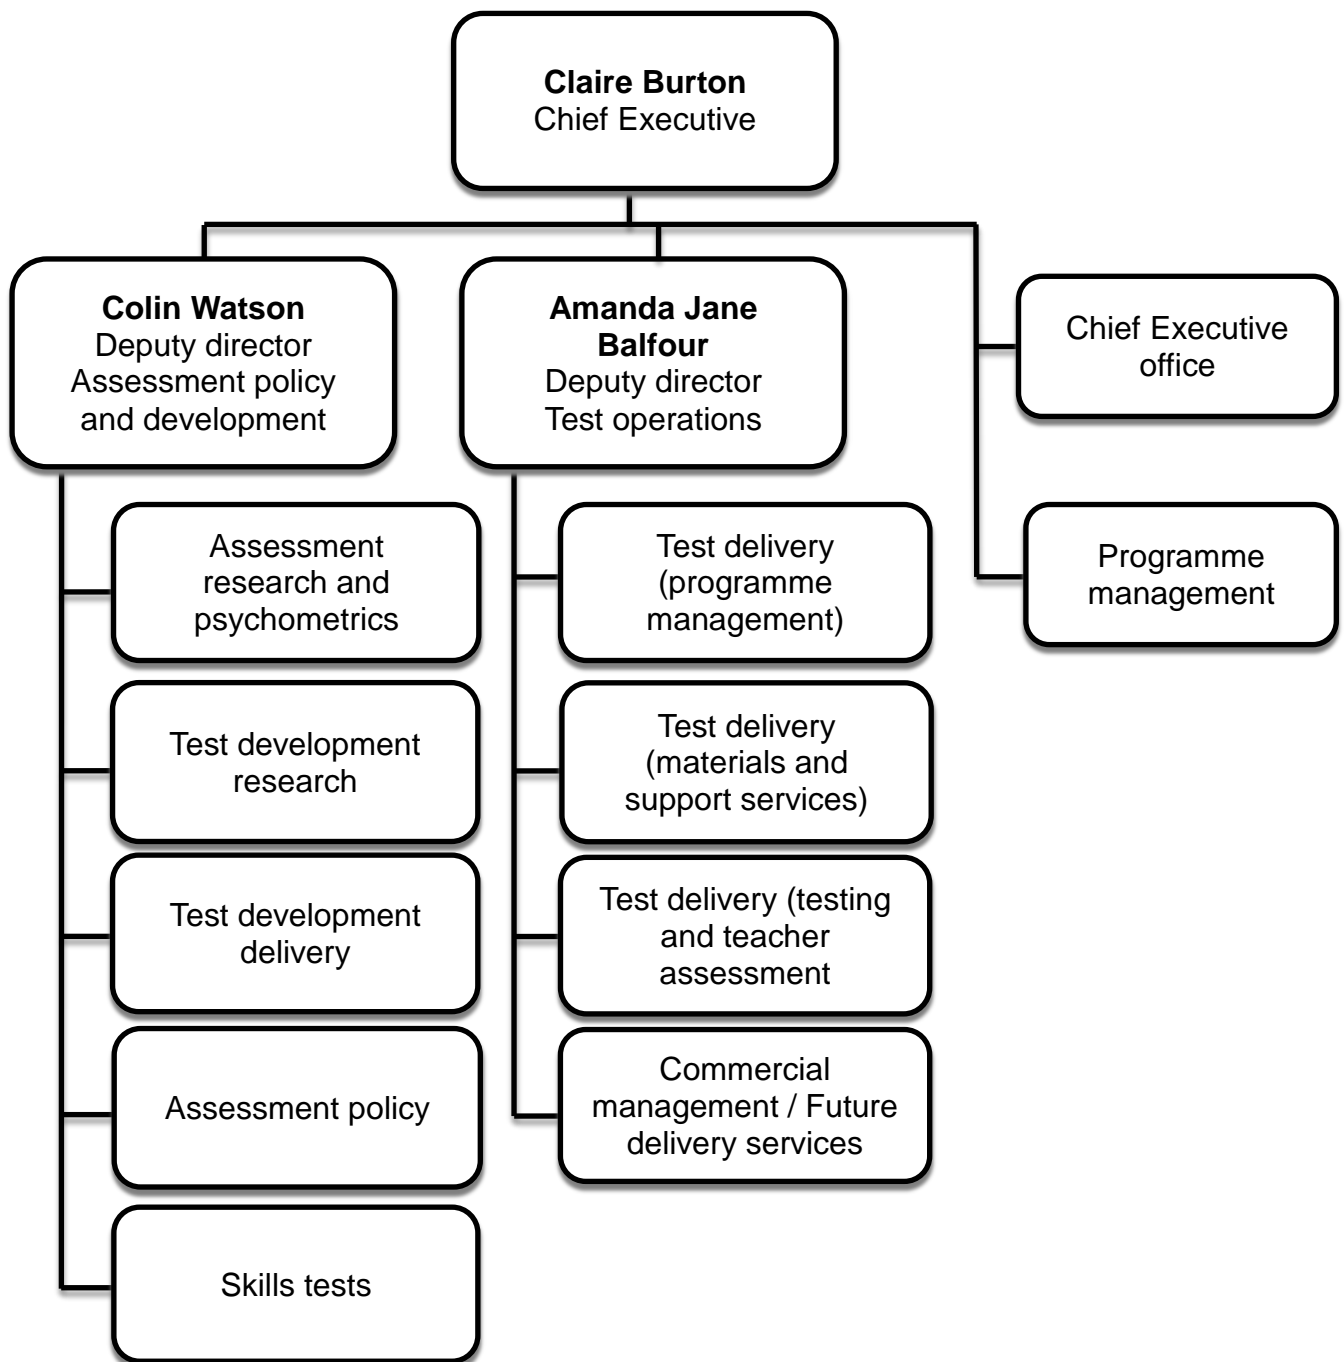 Claire Burton
Chief Executive
Colin Watson
Deputy director
Assessment policy
and development
Amanda Jane
Balfour
Deputy director
Test operations
Chief Executive
office
Programme
management
Assessment
research and
psychometrics
Test development
research
Test development
delivery
Assessment policy
Skills tests
Test delivery
(programme
management)
Test delivery
(materials and
support services)
Test delivery (testing
and teacher
assessment
Commercial
management / Future
delivery services